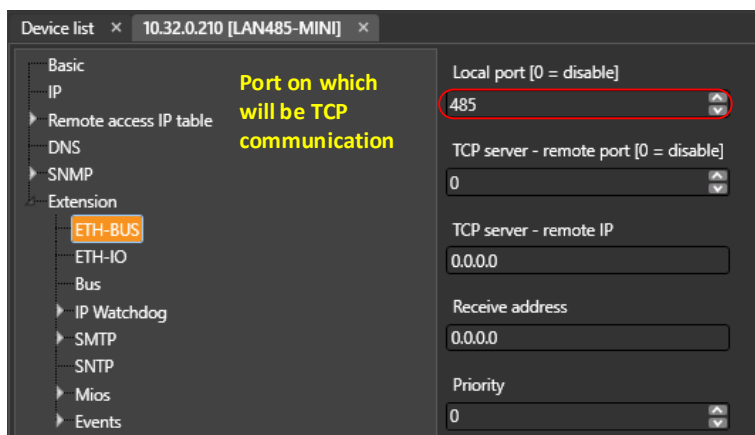 Device list × 10.32.0.210 [LAN485-MINI] ×
Basic
IP
Remote access IP table
DNS
SNMP
Extension
ETH-BUS
ETH-IO
Bus
IP Watchdog
SMTP
SNTP
Mios
Events
Port on which
will be TCP
communication
Local port [0 = disable]
485
TCP server - remote port [0 = disable]
0
TCP server - remote IP
0.0.0.0
Receive address
0.0.0.0
Priority
0